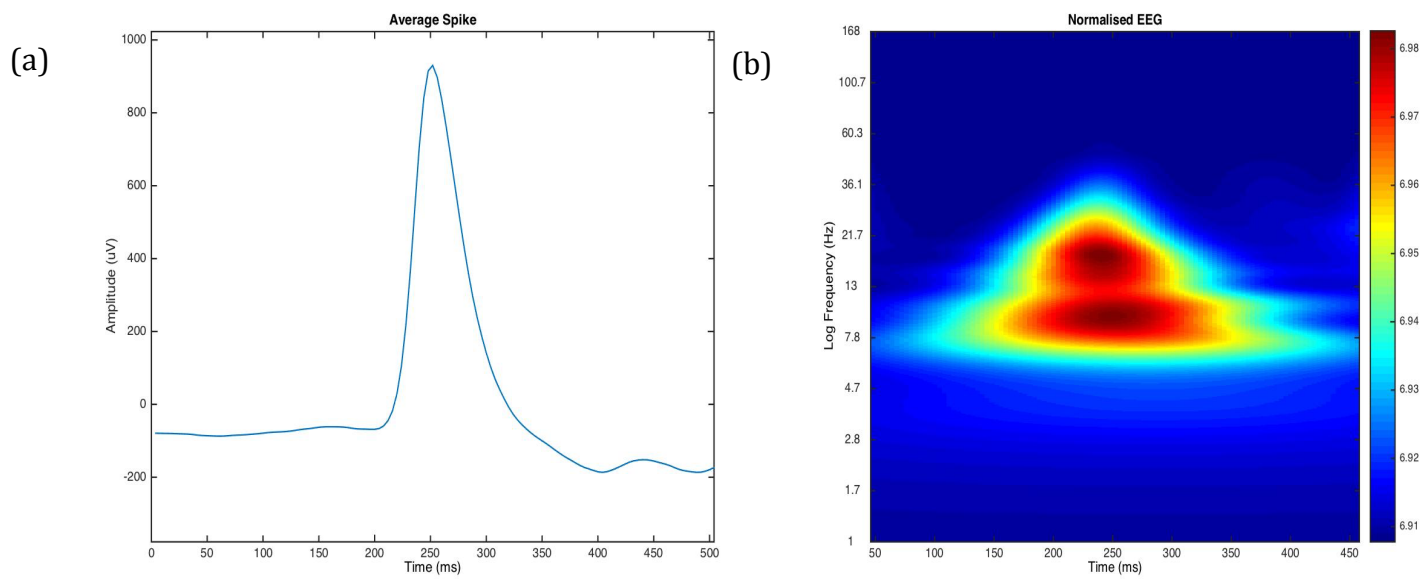 (a)
Average Spike
1000
800
600
400
200
0
-200
Amplitude (uV)
0 50 100 150 200 250 300 350 400 450 500
Time (ms)
(b)
Normalised EEG
168
100.7
60.3
36.1
21.7
13
7.8
4.7
2.8
1.7
1
Log Frequency (Hz)
50 100 150 200 250 300 350 400 450
Time (ms)
6.98
6.97
6.96
6.95
6.94
6.93
6.92
6.91